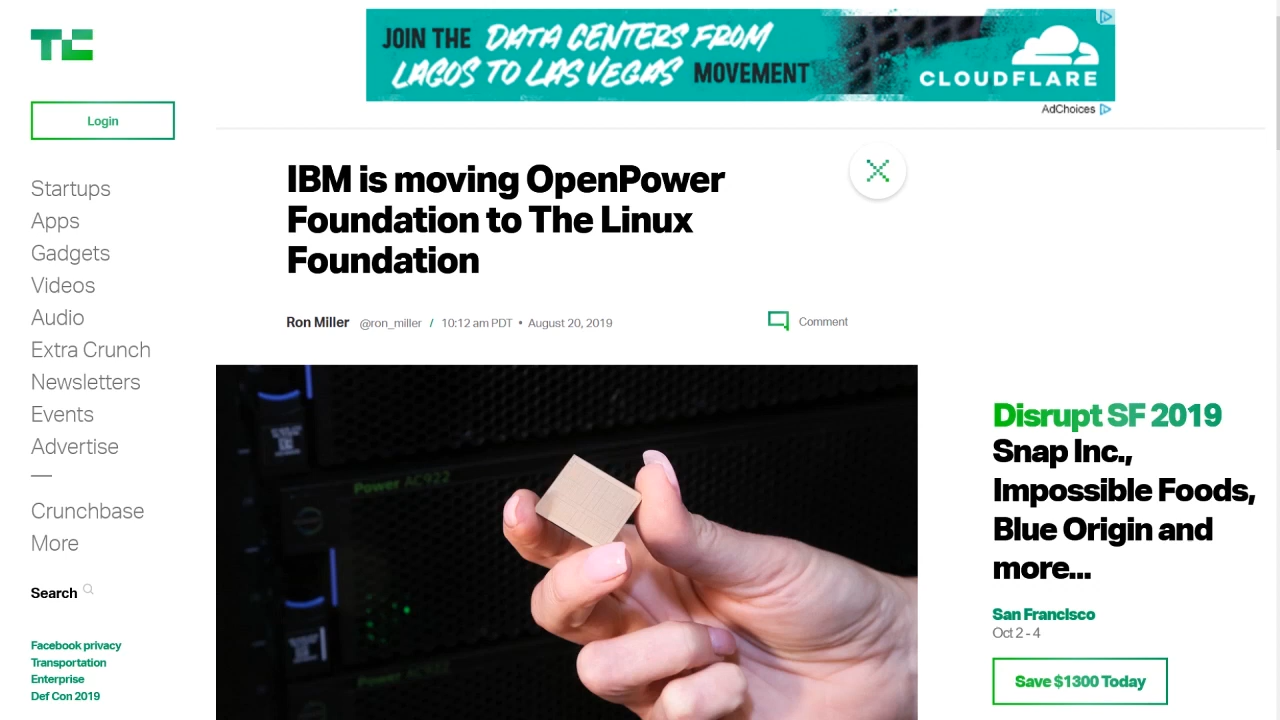 TC
JOIN THE DATA CENTERS FROM
LAGOS TO LAS VEGAS MOVEMENT
CLOUDFLARE
AdChoices
Login
Startups
Apps
Gadgets
Videos
Audio
Extra Crunch
Newsletters
Events
Advertise
Crunchbase
More
Search
Facebook privacy
Transportation
Enterprise
Def Con 2019
IBM is moving OpenPower
Foundation to The Linux
Foundation
Ron Miller @ron_miller / 10:12 am PDT • August 20, 2019
Comment
Power AC922
Power AC922
Disrupt SF 2019
Snap Inc.,
Impossible Foods,
Blue Origin and
more...
San Francisco
Oct 2 - 4
Save $1300 Today